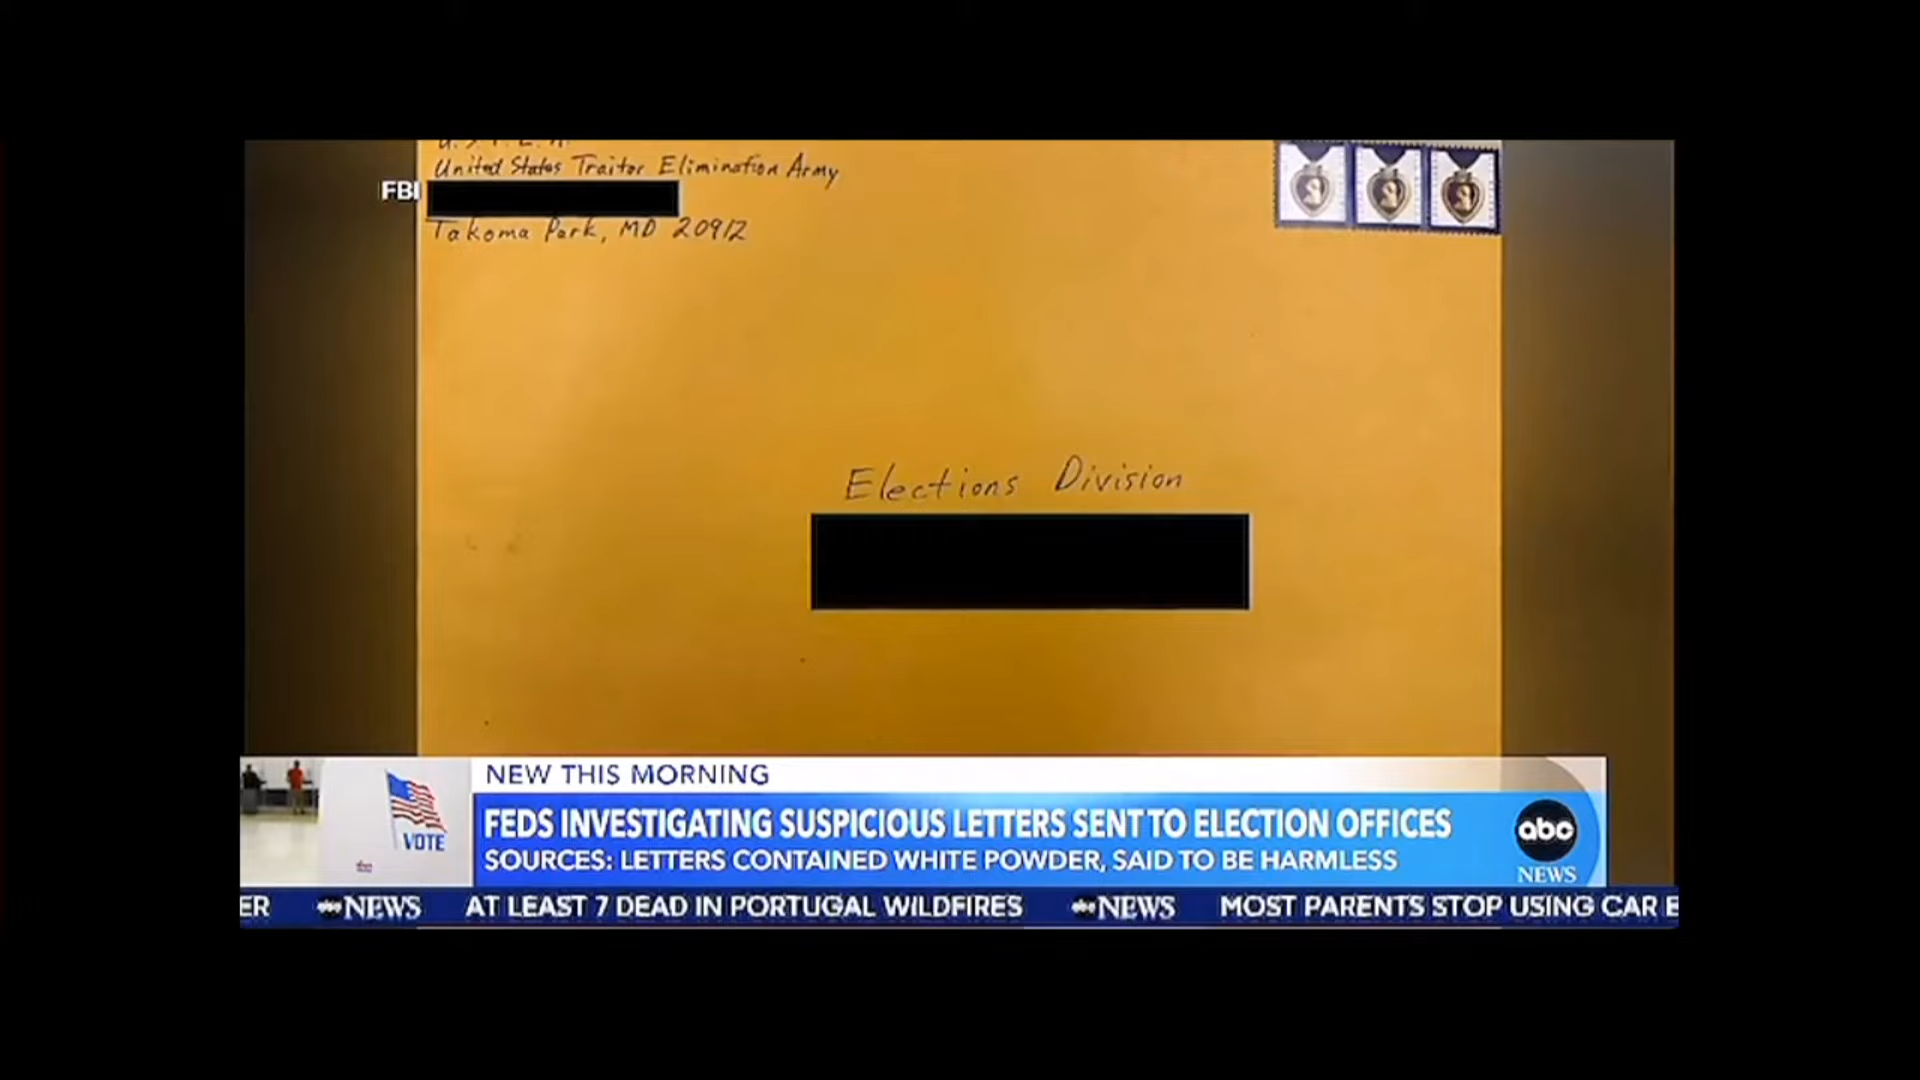 U.S.T.E.A.
United States Traitor Elimination Army
FBI
Takoma Park, MD 20912
Elections Division
NEW THIS MORNING
FEDS INVESTIGATING SUSPICIOUS LETTERS SENT TO ELECTION OFFICES
SOURCES: LETTERS CONTAINED WHITE POWDER, SAID TO BE HARMLESS
VOTE
abc
NEWS
ER abc NEWS AT LEAST 7 DEAD IN PORTUGAL WILDFIRES abc NEWS MOST PARENTS STOP USING CAR